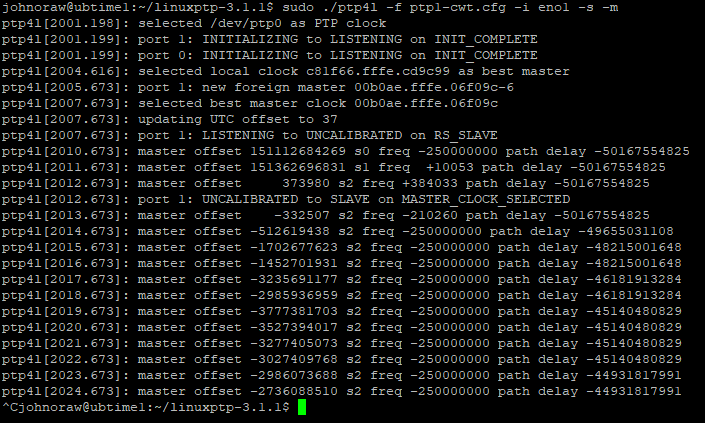 johnoraw@ubtime1:~/linuxptp-3.1.1$ sudo ./ptp4l -f ptp1-cwt.cfg -i eno1 -s -m
ptp4l[2001.198]: selected /dev/ptp0 as PTP clock
ptp4l[2001.199]: port 1: INITIALIZING to LISTENING on INIT_COMPLETE
ptp4l[2001.199]: port 0: INITIALIZING to LISTENING on INIT_COMPLETE
ptp4l[2004.616]: selected local clock c81f66.fffe.cd9c99 as best master
ptp4l[2005.673]: port 1: new foreign master 00b0ae.fffe.06f09c-6
ptp4l[2007.673]: selected best master clock 00b0ae.fffe.06f09c
ptp4l[2007.673]: updating UTC offset to 37
ptp4l[2007.673]: port 1: LISTENING to UNCALIBRATED on RS_SLAVE
ptp4l[2010.673]: master offset 151112684269 s0 freq -250000000 path delay -50167554825
ptp4l[2011.673]: master offset 151362696831 s1 freq  +10053 path delay -50167554825
ptp4l[2012.673]: master offset     373980 s2 freq +384033 path delay -50167554825
ptp4l[2012.673]: port 1: UNCALIBRATED to SLAVE on MASTER_CLOCK_SELECTED
ptp4l[2013.673]: master offset    -332507 s2 freq -210260 path delay -50167554825
ptp4l[2014.673]: master offset -512619438 s2 freq -250000000 path delay -49655031108
ptp4l[2015.673]: master offset -1702677623 s2 freq -250000000 path delay -48215001648
ptp4l[2016.673]: master offset -1452701931 s2 freq -250000000 path delay -48215001648
ptp4l[2017.673]: master offset -3235691177 s2 freq -250000000 path delay -46181913284
ptp4l[2018.673]: master offset -2985936959 s2 freq -250000000 path delay -46181913284
ptp4l[2019.673]: master offset -3777381703 s2 freq -250000000 path delay -45140480829
ptp4l[2020.673]: master offset -3527394017 s2 freq -250000000 path delay -45140480829
ptp4l[2021.673]: master offset -3277405073 s2 freq -250000000 path delay -45140480829
ptp4l[2022.673]: master offset -3027409768 s2 freq -250000000 path delay -45140480829
ptp4l[2023.673]: master offset -2986073688 s2 freq -250000000 path delay -44931817991
ptp4l[2024.673]: master offset -2736088510 s2 freq -250000000 path delay -44931817991
^Cjohnoraw@ubtime1:~/linuxptp-3.1.1$